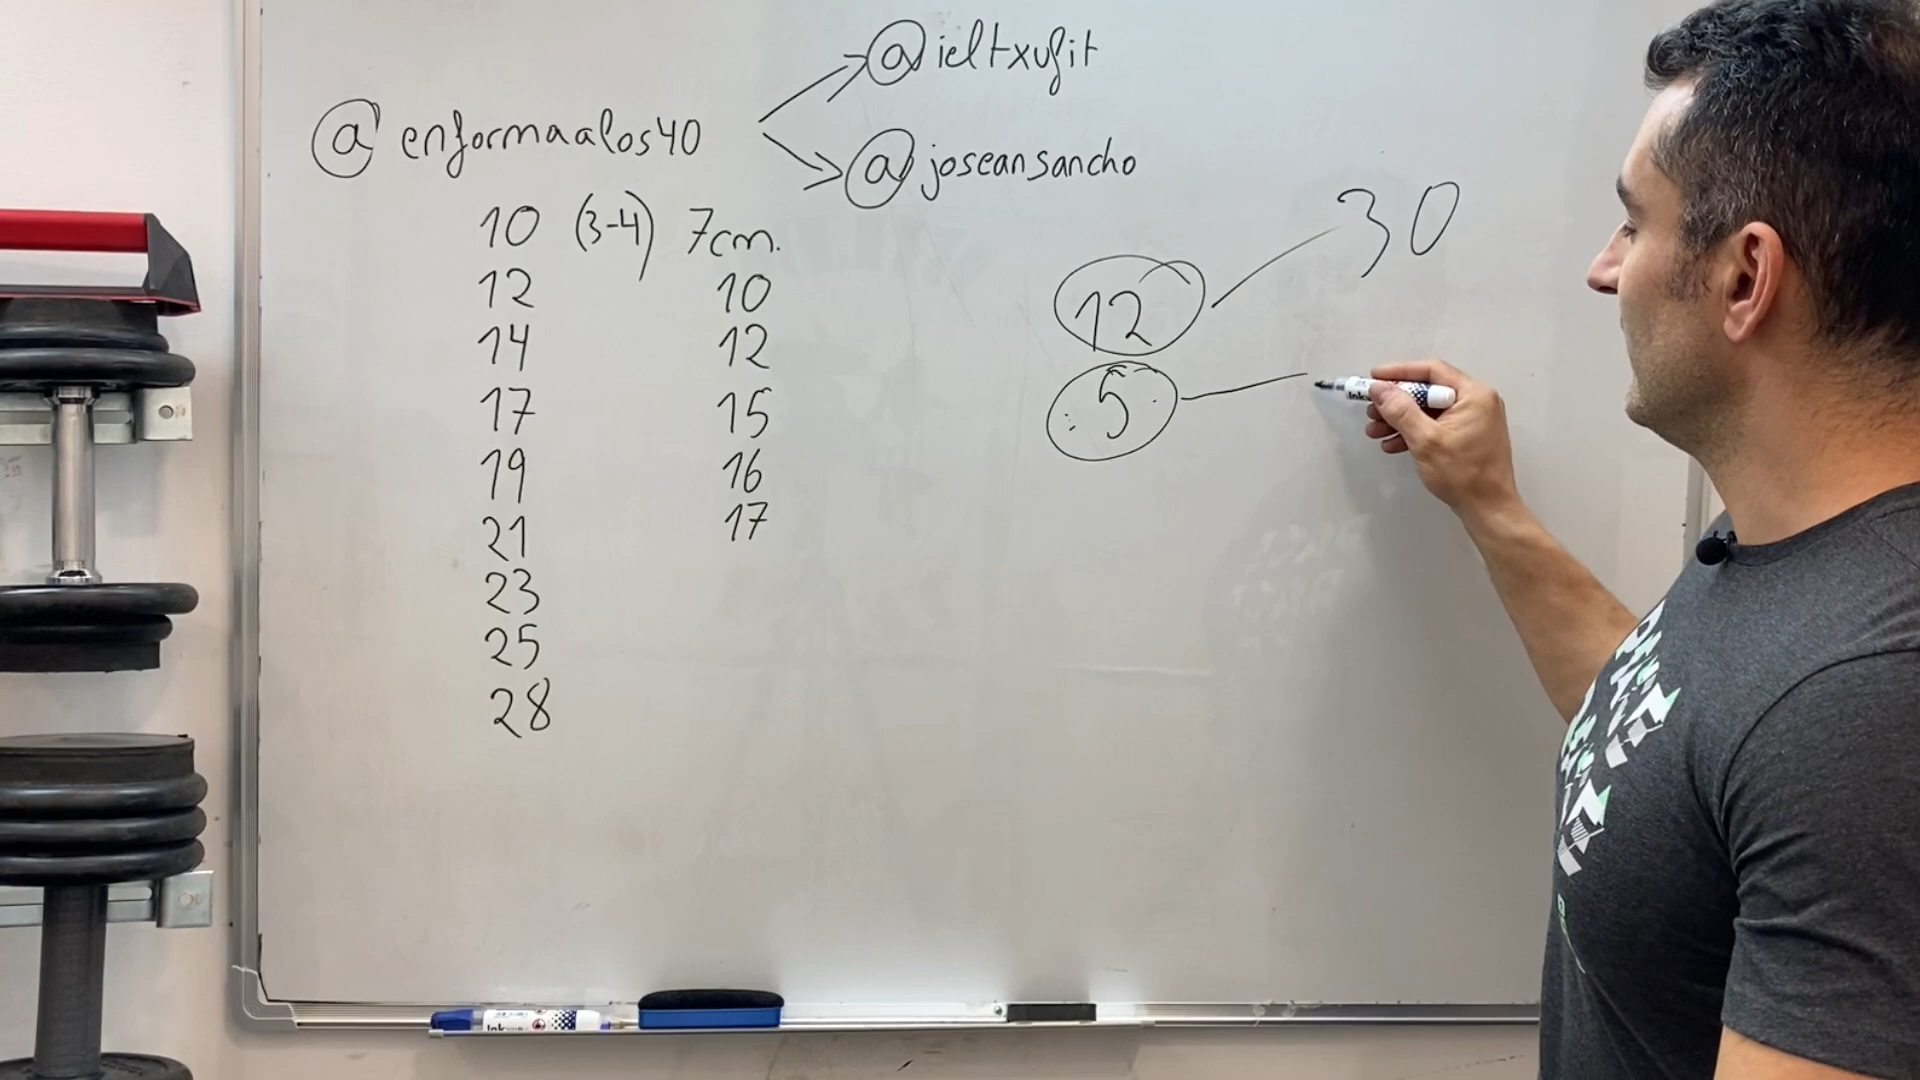 @ieltxufit
@enformaalos40
@joseansancho
10 (3-4) 7cm.
12 10
14 12
17 15
19 16
21 17
23
25
28
12 30
5